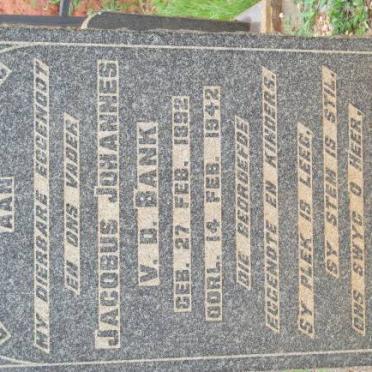 AAN
MY DIERBARE EGGENOOT
EN ONS VADER
JACOBUS JOHANNES
V.D. BANK
GEB. 27 FEB. 1892
OORL. 14 FEB. 1942
DIE BEDROEFDE
EGGENOTE EN KINDERS.
SY PLEK IS LEEG,
SY STEM IS STIL,
ONS SWYG O HEER,